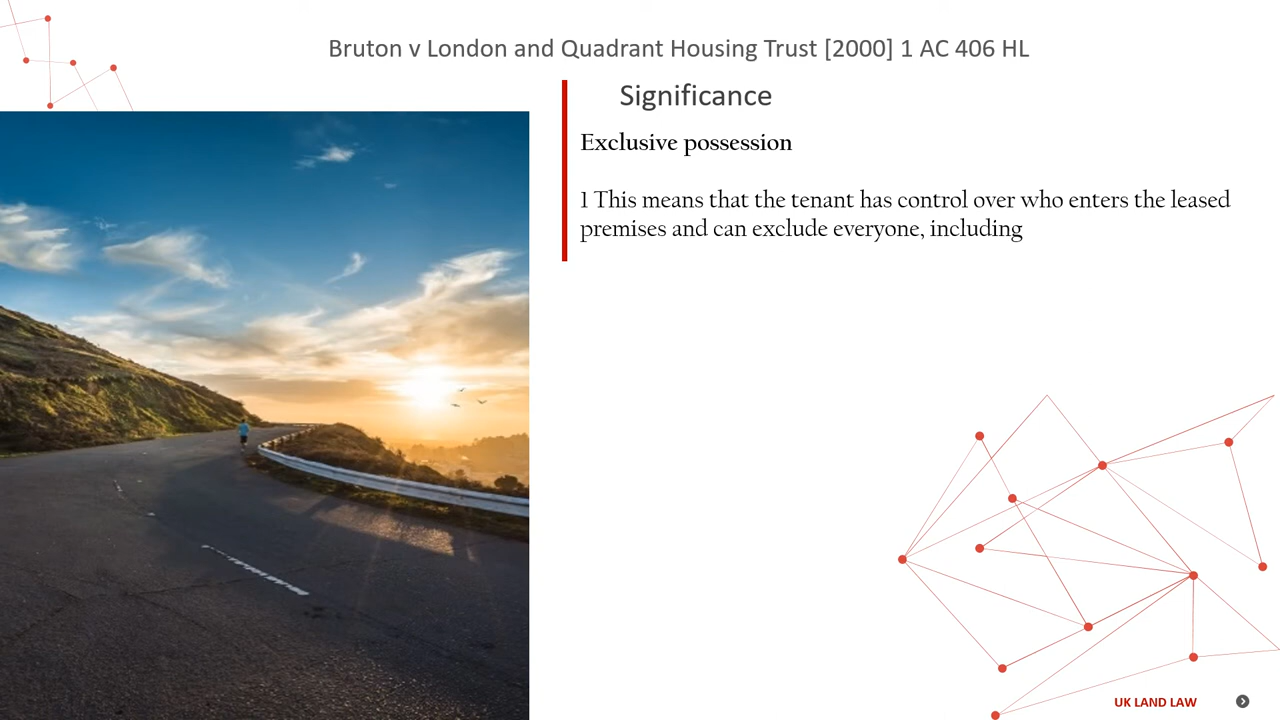 Bruton v London and Quadrant Housing Trust [2000] 1 AC 406 HL
Significance
Exclusive possession
1 This means that the tenant has control over who enters the leased
premises and can exclude everyone, including
UK LAND LAW